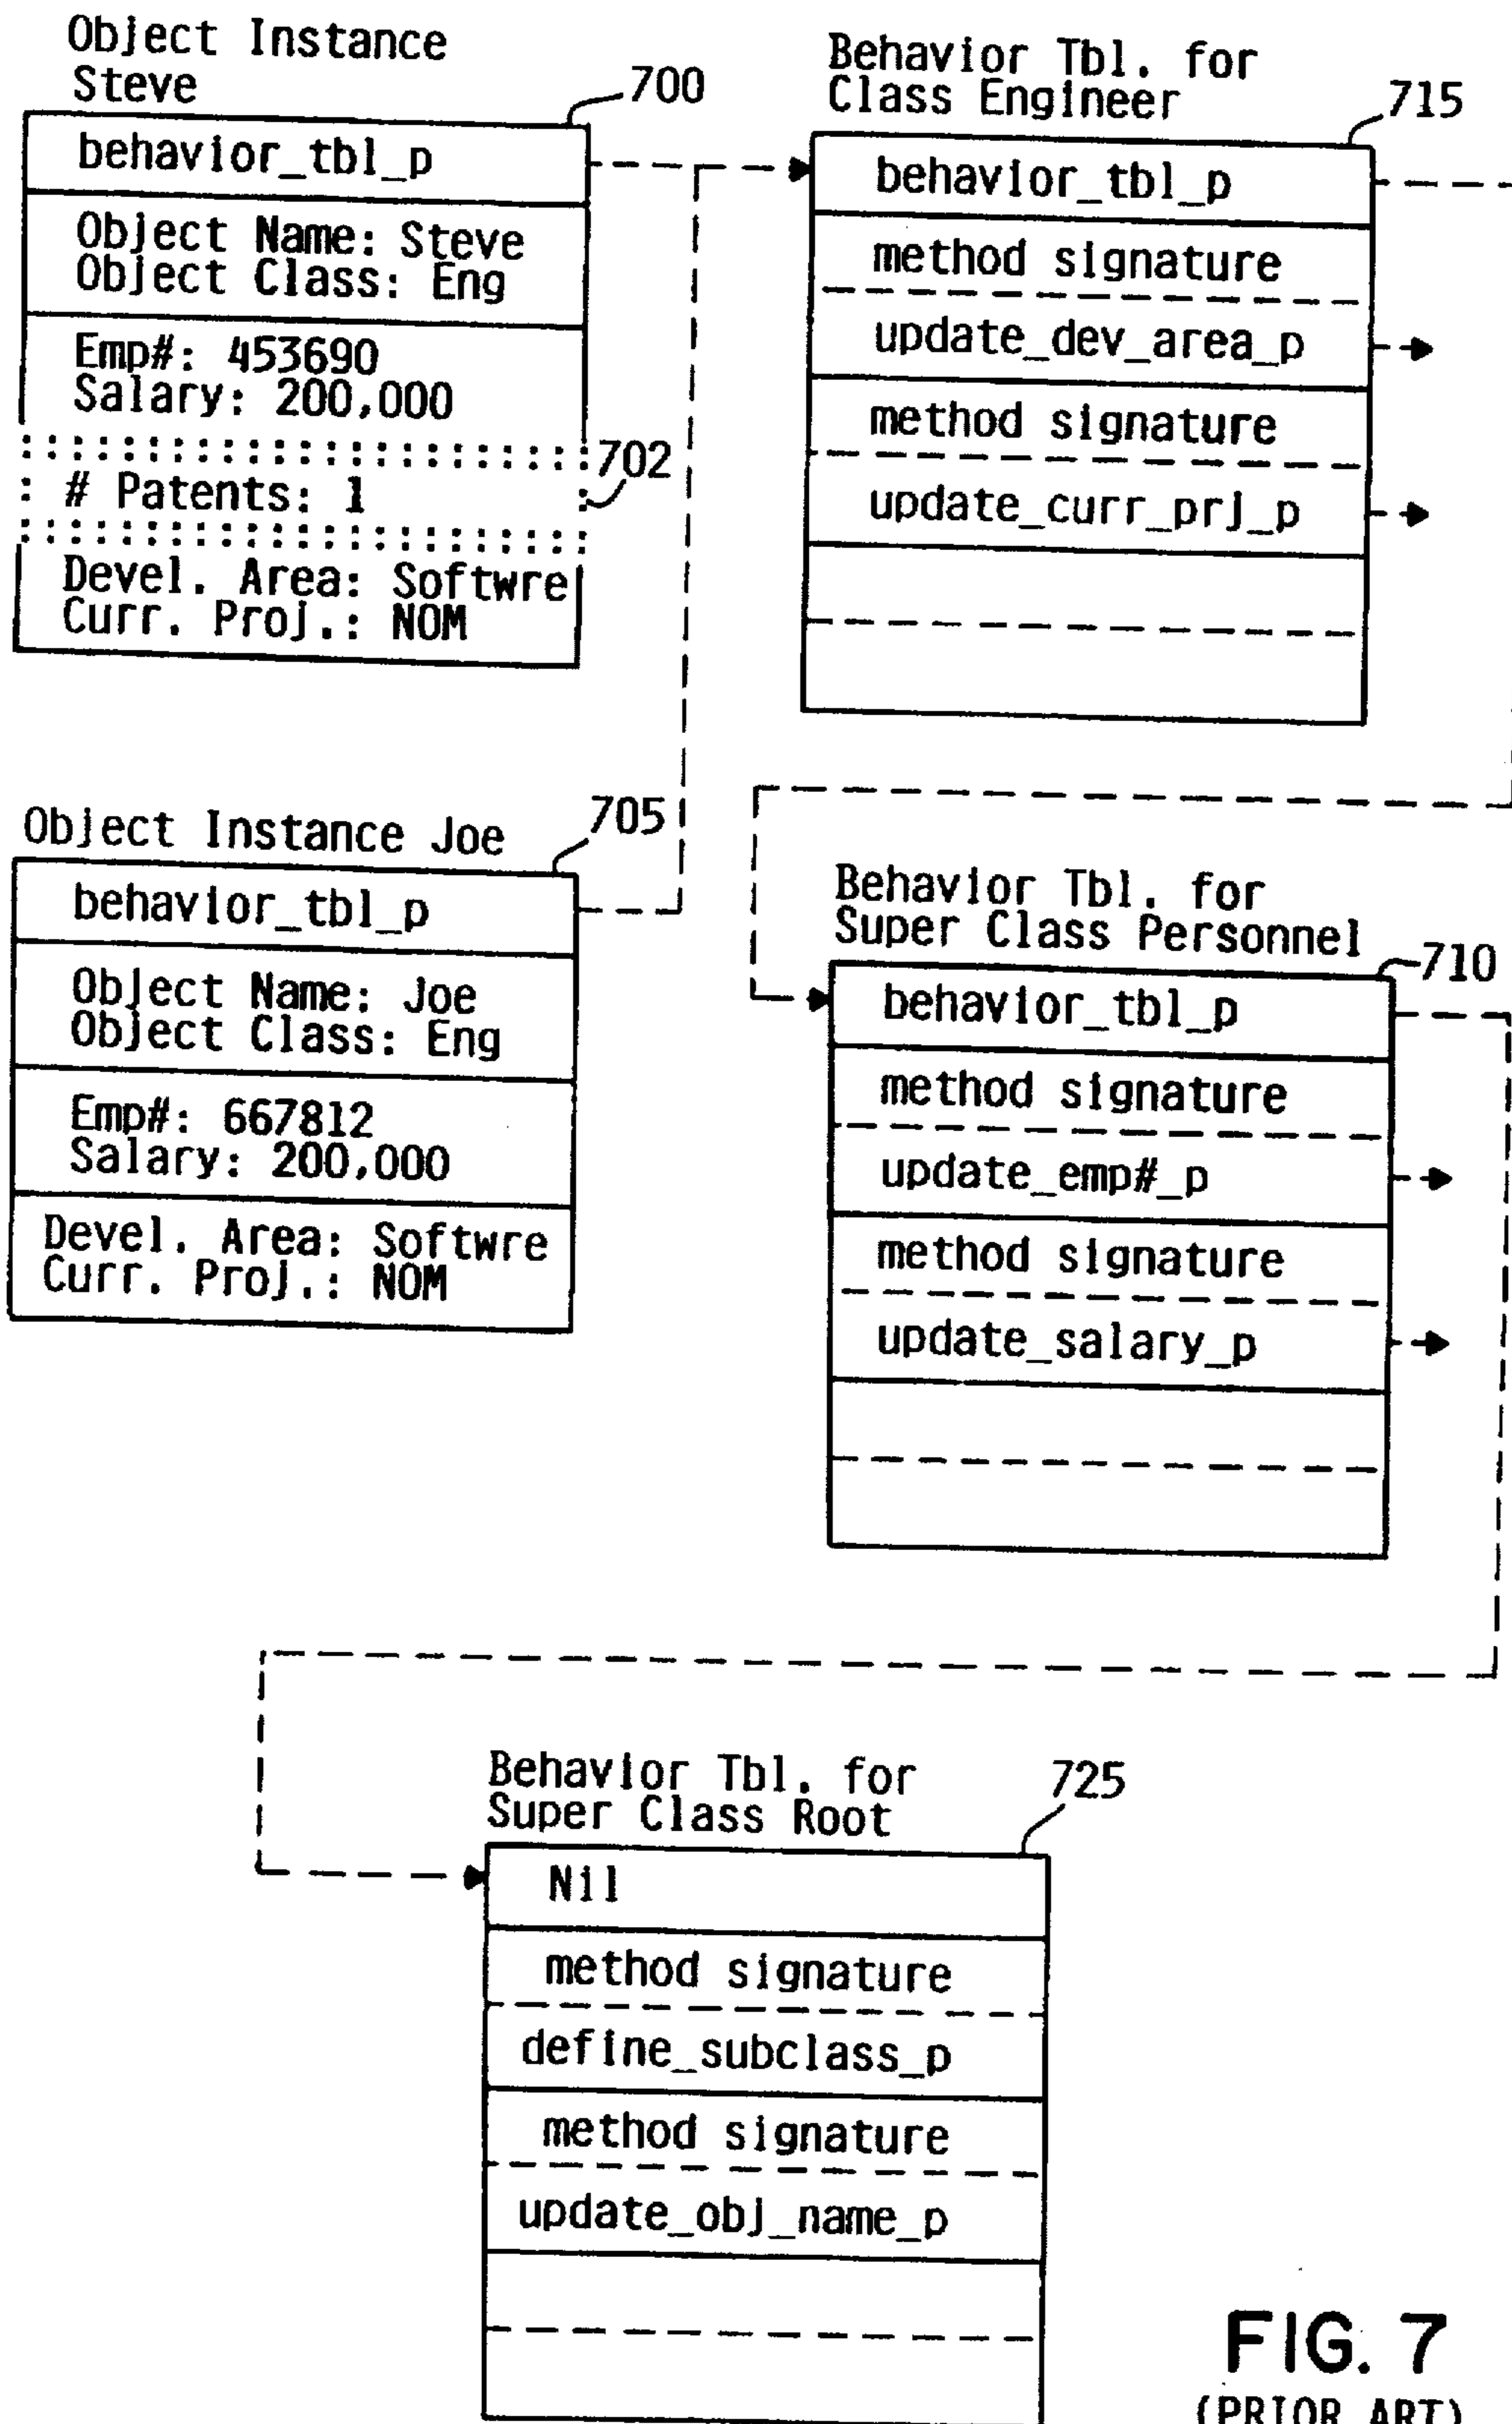 Object Instance
Steve
700
behavior_tbl_p
Object Name: Steve
Object Class: Eng
Emp#: 453690
Salary: 200,000
702
# Patents: 1
Devel. Area: Softwre
Curr. Proj.: NOM
Behavior Tbl. for
Class Engineer
715
behavior_tbl_p
method signature
update_dev_area_p
method signature
update_curr_prj_p
Object Instance Joe
705
behavior_tbl_p
Object Name: Joe
Object Class: Eng
Emp#: 667812
Salary: 200,000
Devel. Area: Softwre
Curr. Proj.: NOM
Behavior Tbl. for
Super Class Personnel
710
behavior_tbl_p
method signature
update_emp#_p
method signature
update_salary_p
Behavior Tbl. for
Super Class Root
725
Nil
method signature
define_subclass_p
method signature
update_obj_name_p
FIG. 7
(PRIOR ART)